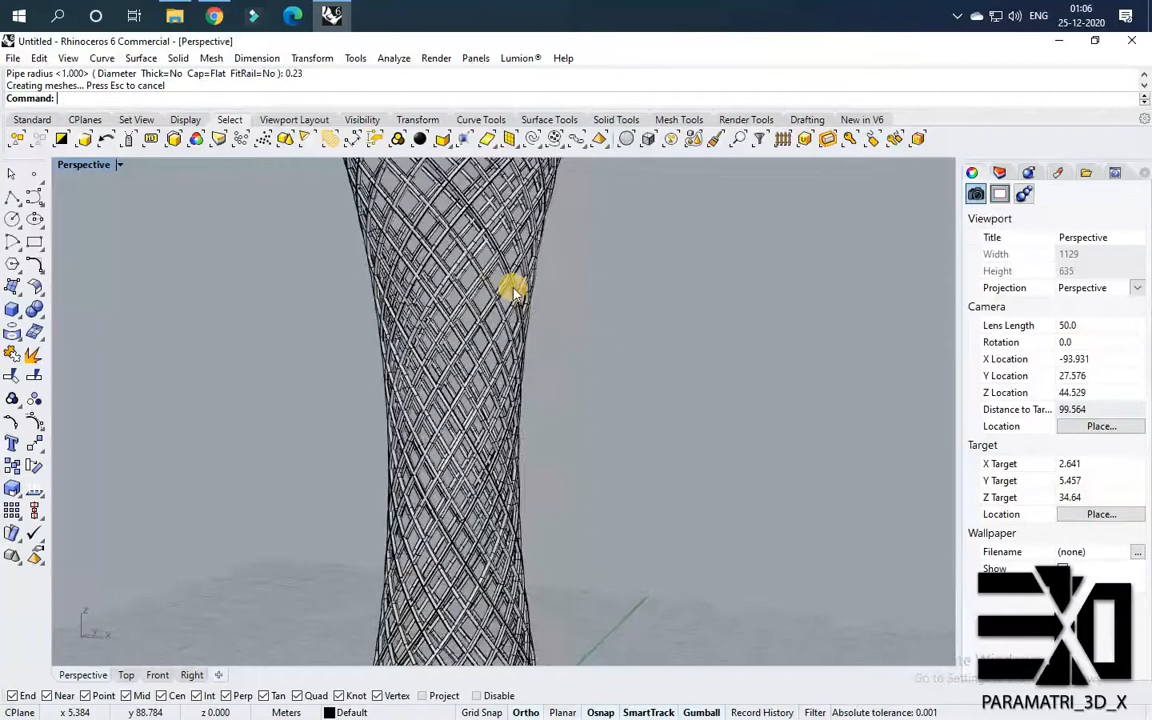 01:06
ENG
25-12-2020
6
Untitled - Rhinoceros 6 Commercial - [Perspective]
File Edit View Curve Surface Solid Mesh Dimension Transform Tools Analyze Render Panels Lumion® Help
Pipe radius <1.000> ( Diameter Thick=No Cap=Flat FitRail=No ): 0.23
Creating meshes... Press Esc to cancel
Command:
Standard CPlanes Set View Display Select Viewport Layout Visibility Transform Curve Tools Surface Tools Solid Tools Mesh Tools Render Tools Drafting New in V6
Perspective
Viewport
Title Perspective
Width 1129
Height 635
Projection Perspective
Camera
Lens Length 50.0
Rotation 0.0
X Location -93.931
Y Location 27.576
Z Location 44.529
Distance to Tar... 99.564
Location Place...
Target
X Target 2.641
Y Target 5.457
Z Target 34.64
Location Place...
Wallpaper
Filename (none) ...
Show
z
y x
EXO
PARAMATRI_3D_X
Perspective Top Front Right
End Near Point Mid Cen Int Perp Tan Quad Knot Vertex Project Disable
CPlane x 5.384 y 88.784 z 0.000 Meters Default Grid Snap Ortho Planar Osnap SmartTrack Gumball Record History Filter Absolute tolerance: 0.001